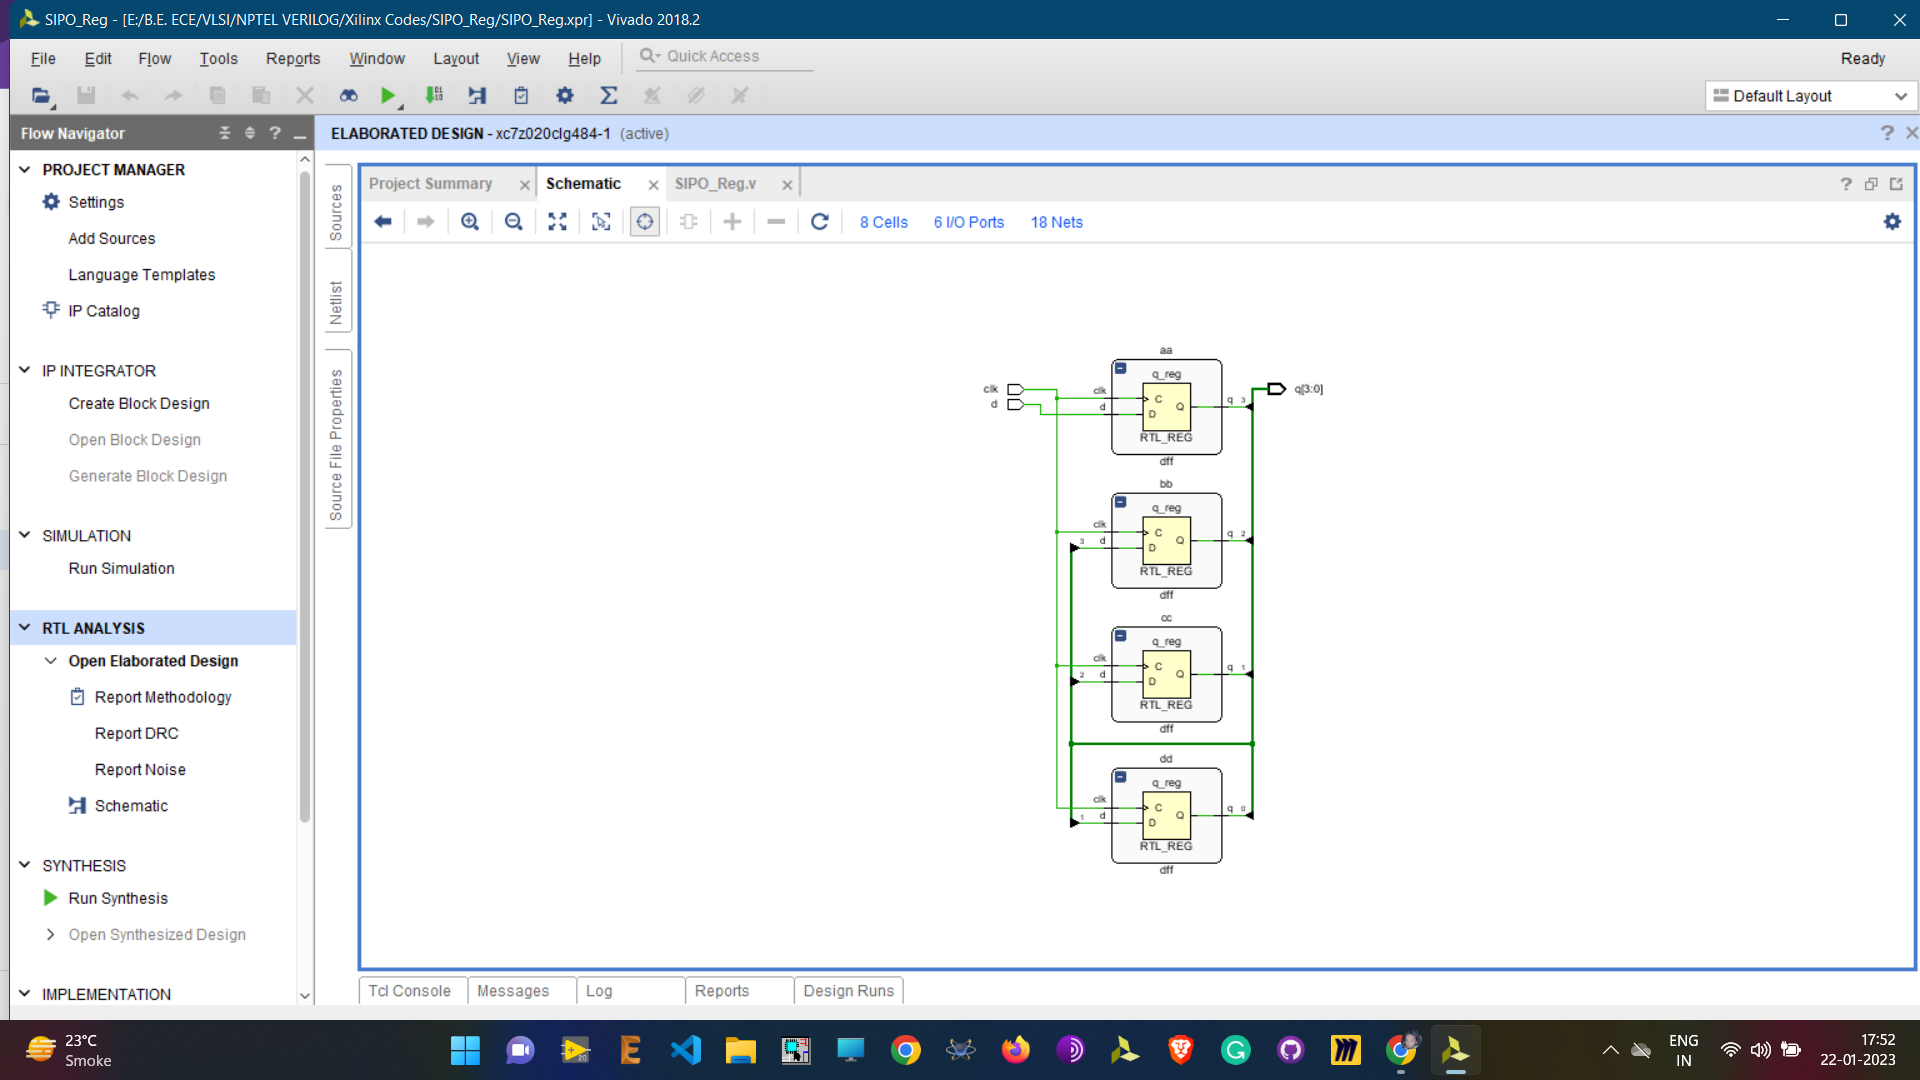 SIPO_Reg - [E:/B.E. ECE/VLSI/NPTEL VERILOG/Xilinx Codes/SIPO_Reg/SIPO_Reg.xpr] - Vivado 2018.2
File Edit Flow Tools Reports Window Layout View Help Quick Access Ready
Default Layout
Flow Navigator
ELABORATED DESIGN - xc7z020clg484-1 (active)
PROJECT MANAGER
Settings
Add Sources
Language Templates
IP Catalog
IP INTEGRATOR
Create Block Design
Open Block Design
Generate Block Design
SIMULATION
Run Simulation
RTL ANALYSIS
Open Elaborated Design
Report Methodology
Report DRC
Report Noise
Schematic
SYNTHESIS
Run Synthesis
Open Synthesized Design
IMPLEMENTATION
Sources
Netlist
Source File Properties
Project Summary Schematic SIPO_Reg.v
8 Cells 6 I/O Ports 18 Nets
aa
q_reg
clk clk C q[3:0]
d d D Q q 3
RTL_REG
dff
bb
q_reg
clk C
3 d D Q q 2
RTL_REG
dff
cc
q_reg
clk C
2 d D Q q 1
RTL_REG
dff
dd
q_reg
clk C
1 d D Q q 0
RTL_REG
dff
Tcl Console Messages Log Reports Design Runs
23°C
Smoke
20
ENG
IN
17:52
22-01-2023